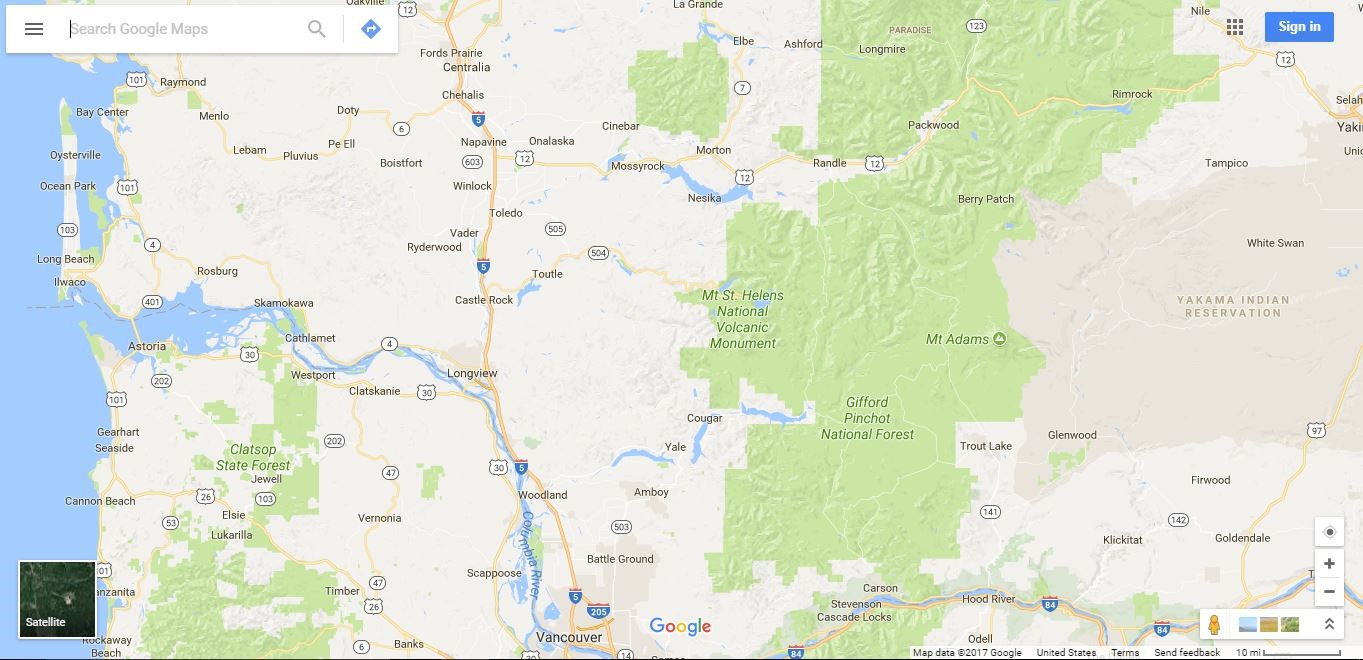 Search Google Maps
Sign in
Oakville
12
La Grande
Nile
PARADISE
123
Elbe
Ashford
Longmire
12
Fords Prairie
Centralia
101
Raymond
7
Rimrock
Chehalis
Selah
Bay Center
Menlo
Doty
5
6
Cinebar
Packwood
Yakima
Pe Ell
Napavine
Onalaska
Lebam
Pluvius
Morton
Union
Oysterville
Boistfort
603
12
Mossyrock
Randle
12
Tampico
Ocean Park
101
Winlock
12
Nesika
Berry Patch
Toledo
103
505
4
Vader
Ryderwood
504
White Swan
Long Beach
Rosburg
5
Toutle
Ilwaco
401
Skamokawa
Castle Rock
Mt St. Helens
National
Volcanic
Monument
YAKAMA INDIAN
RESERVATION
Cathlamet
4
Mt Adams
Astoria
30
Westport
Longview
202
Clatskanie
30
101
Gifford
Pinchot
National Forest
Cougar
Gearhart
Seaside
202
97
Glenwood
Trout Lake
Yale
Clatsop
State Forest
Jewell
47
30
5
Firwood
Cannon Beach
26
103
Woodland
Amboy
Elsie
53
Vernonia
503
141
142
Lukarilla
Columbia River
Klickitat
Goldendale
Battle Ground
101
Manzanita
Scappoose
47
Timber
26
5
205
Carson
Stevenson
Cascade Locks
Hood River
84
Satellite
Rockaway
Beach
6
Banks
30
Vancouver
14
Google
84
Odell
84
Map data ©2017 Google
United States
Terms
Send feedback
10 mi